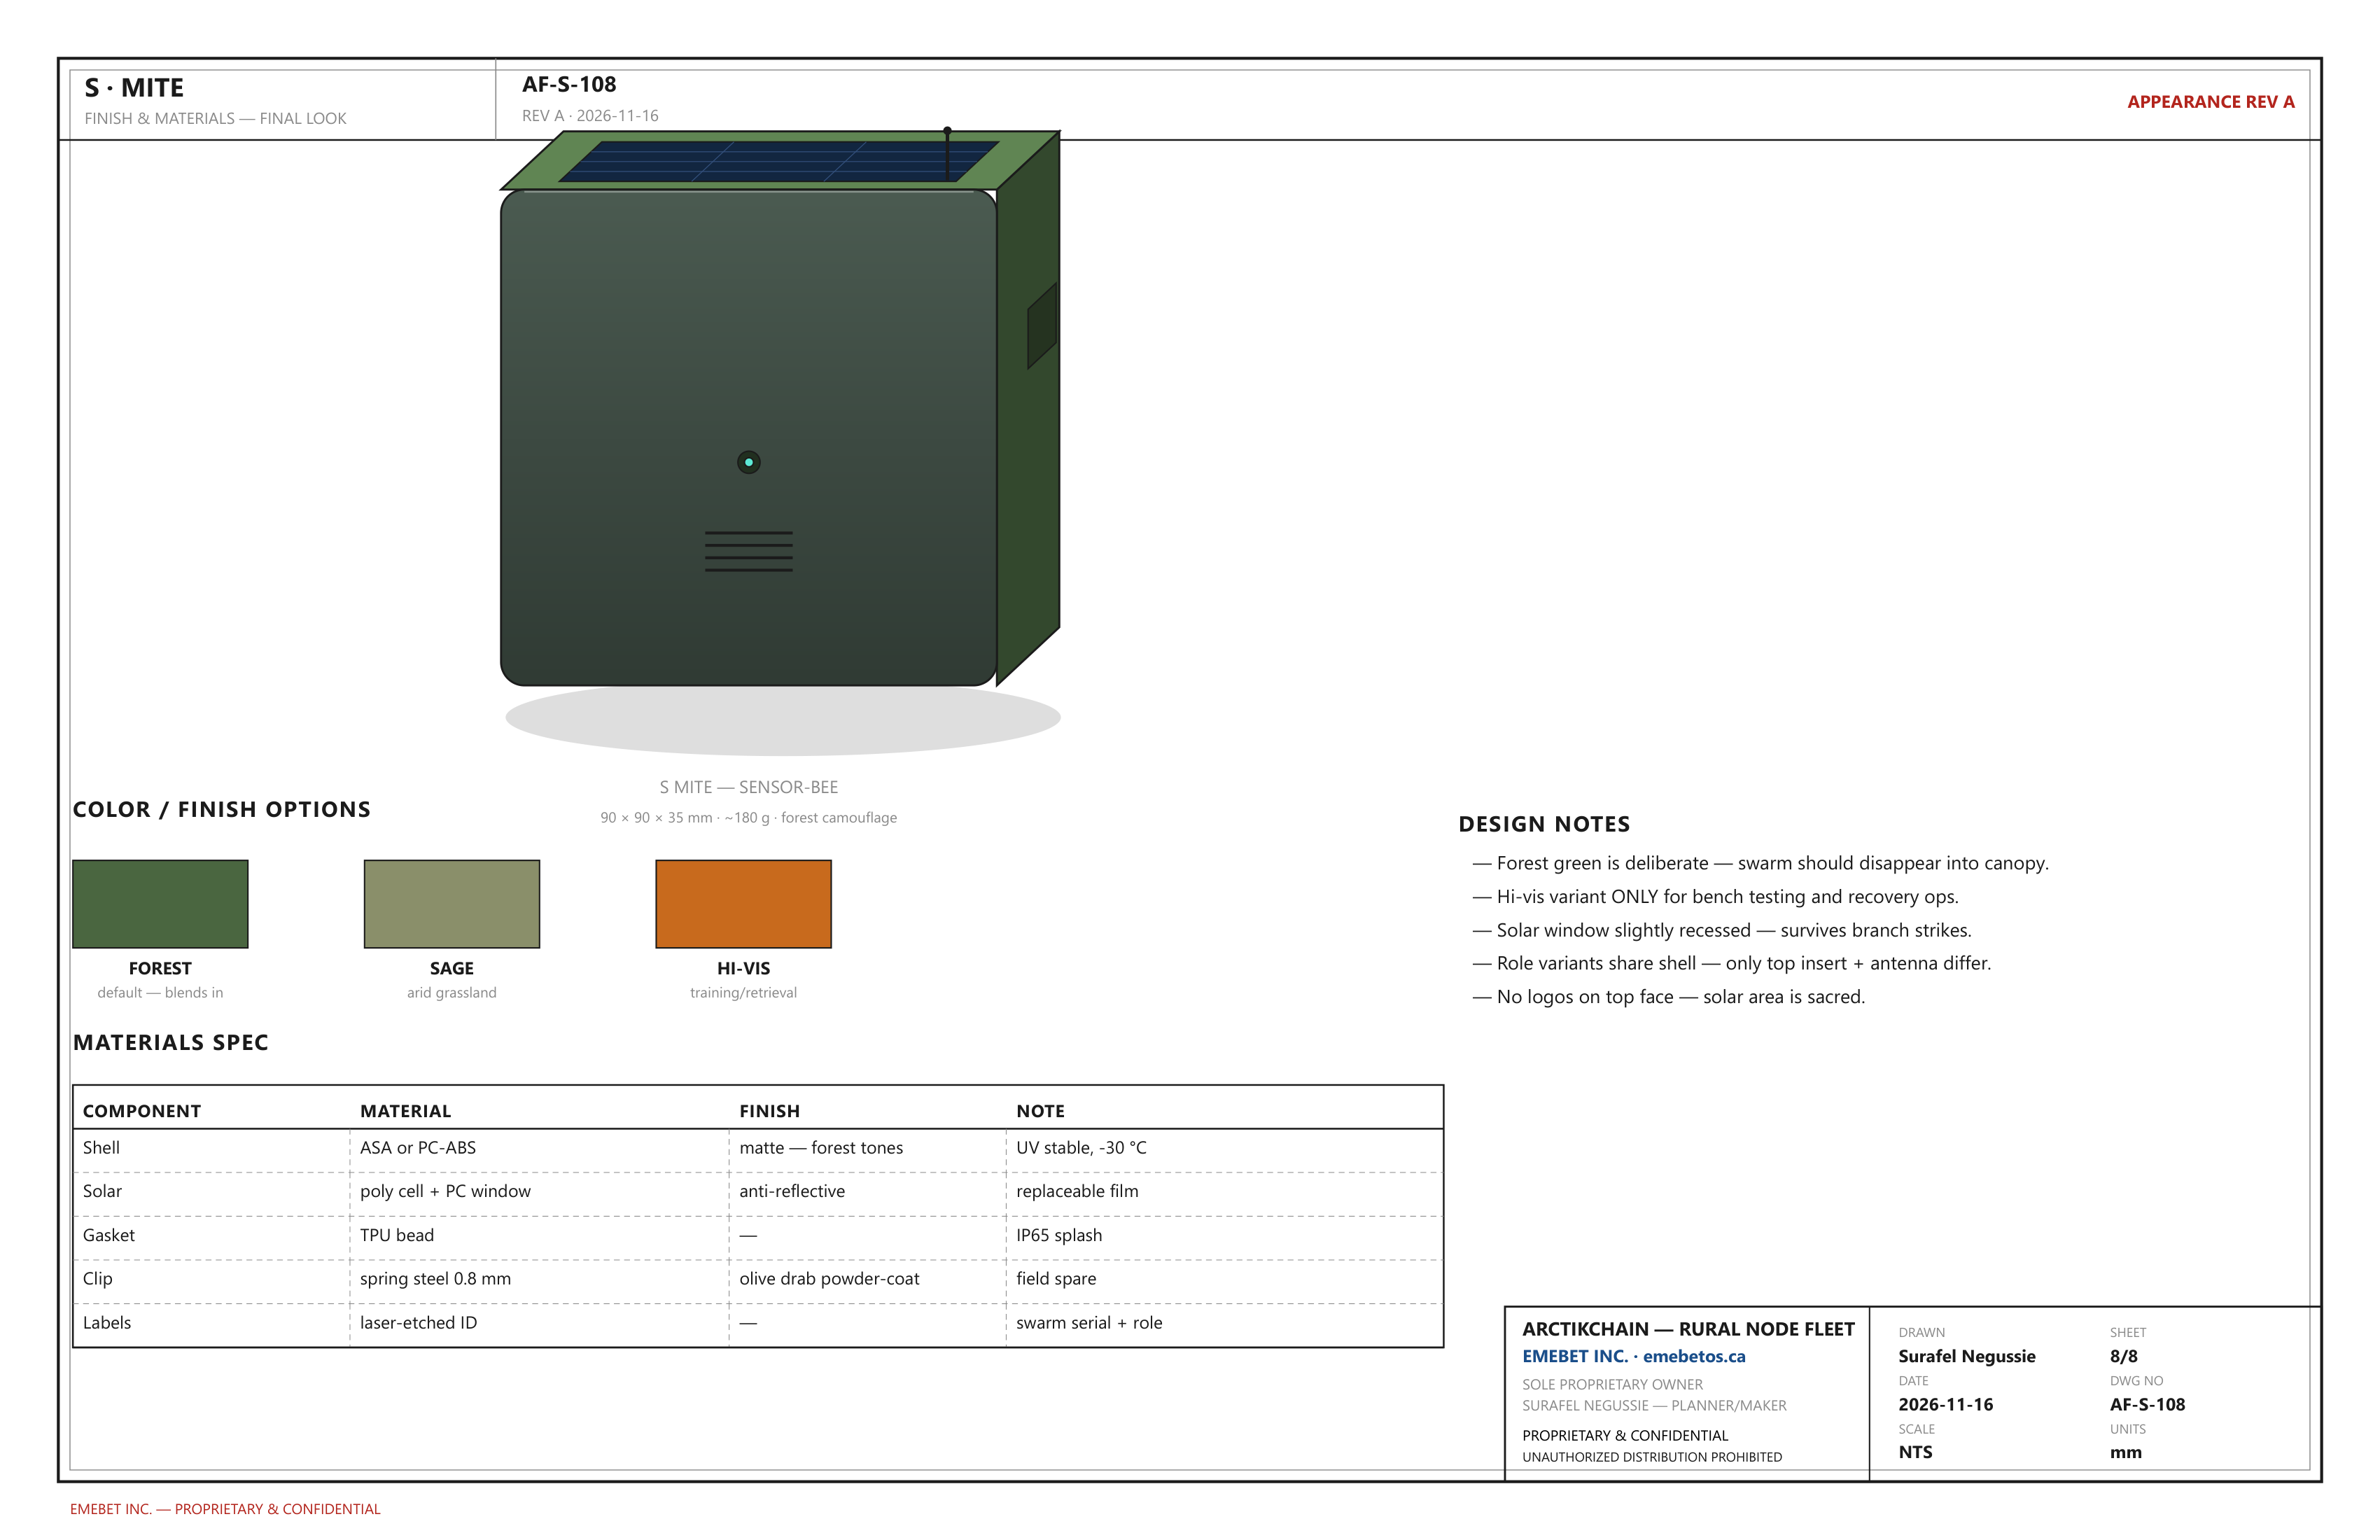 S · MITE
FINISH & MATERIALS — FINAL LOOK
AF-S-108
REV A · 2026-11-16
APPEARANCE REV A
S MITE — SENSOR-BEE
90 × 90 × 35 mm · ~180 g · forest camouflage
COLOR / FINISH OPTIONS
FOREST
default — blends in
SAGE
arid grassland
HI-VIS
training/retrieval
DESIGN NOTES
— Forest green is deliberate — swarm should disappear into canopy.
— Hi-vis variant ONLY for bench testing and recovery ops.
— Solar window slightly recessed — survives branch strikes.
— Role variants share shell — only top insert + antenna differ.
— No logos on top face — solar area is sacred.
MATERIALS SPEC
COMPONENT MATERIAL FINISH NOTE
Shell ASA or PC-ABS matte — forest tones UV stable, -30 °C
Solar poly cell + PC window anti-reflective replaceable film
Gasket TPU bead — IP65 splash
Clip spring steel 0.8 mm olive drab powder-coat field spare
Labels laser-etched ID — swarm serial + role
ARCTIKCHAIN — RURAL NODE FLEET
EMEBET INC. · emebetos.ca
SOLE PROPRIETARY OWNER
SURAFEL NEGUSSIE — PLANNER/MAKER
PROPRIETARY & CONFIDENTIAL
UNAUTHORIZED DISTRIBUTION PROHIBITED
DRAWN SHEET
Surafel Negussie 8/8
DATE DWG NO
2026-11-16 AF-S-108
SCALE UNITS
NTS mm
EMEBET INC. — PROPRIETARY & CONFIDENTIAL